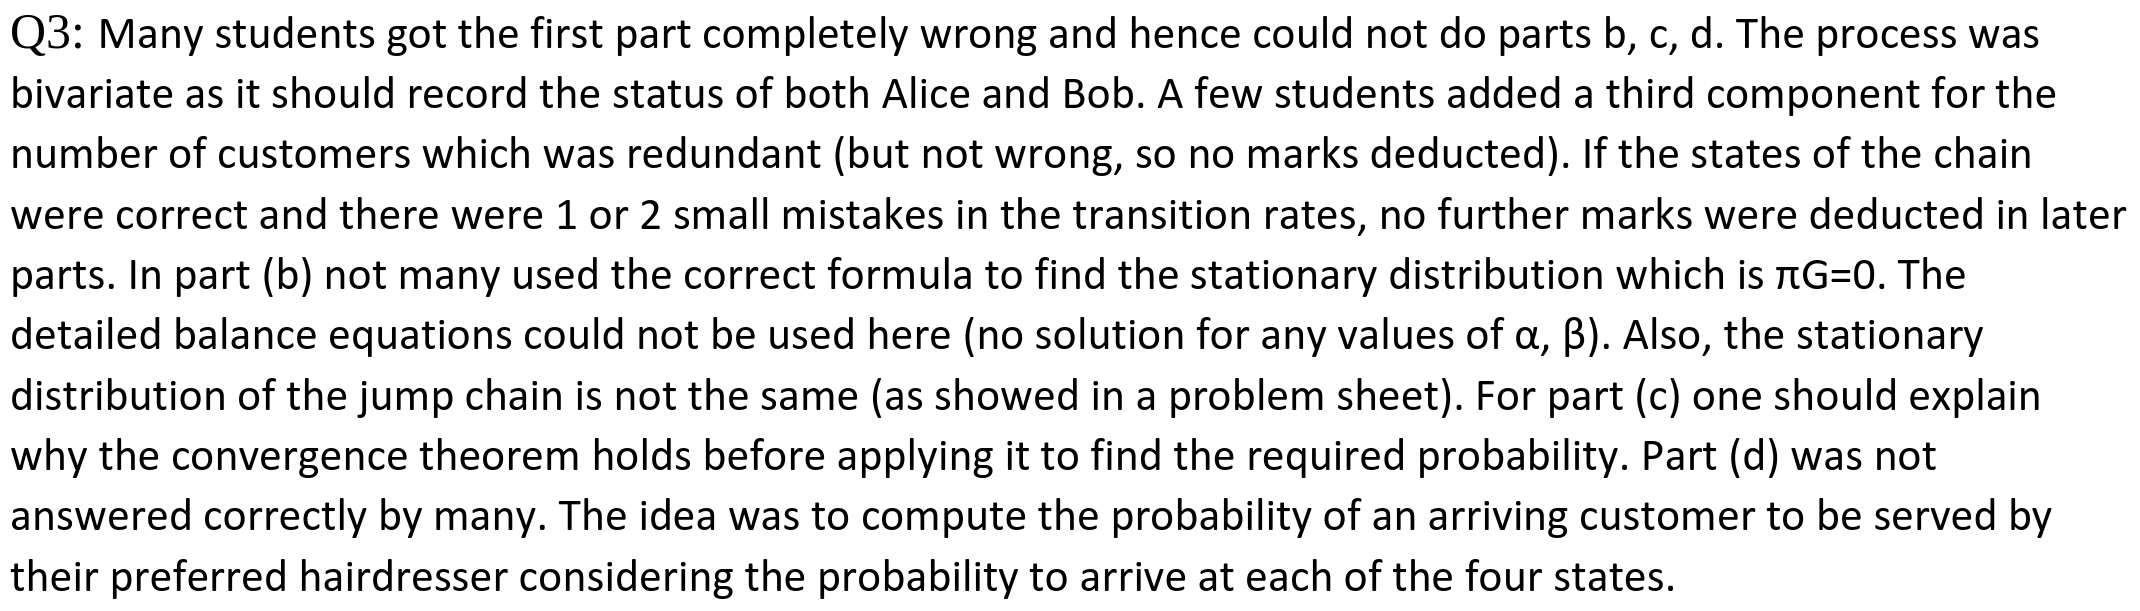 Q3: Many students got the first part completely wrong and hence could not do parts b, c, d. The process was
bivariate as it should record the status of both Alice and Bob. A few students added a third component for the
number of customers which was redundant (but not wrong, so no marks deducted). If the states of the chain
were correct and there were 1 or 2 small mistakes in the transition rates, no further marks were deducted in later
parts. In part (b) not many used the correct formula to find the stationary distribution which is πG=0. The
detailed balance equations could not be used here (no solution for any values of α, β). Also, the stationary
distribution of the jump chain is not the same (as showed in a problem sheet). For part (c) one should explain
why the convergence theorem holds before applying it to find the required probability. Part (d) was not
answered correctly by many. The idea was to compute the probability of an arriving customer to be served by
their preferred hairdresser considering the probability to arrive at each of the four states.